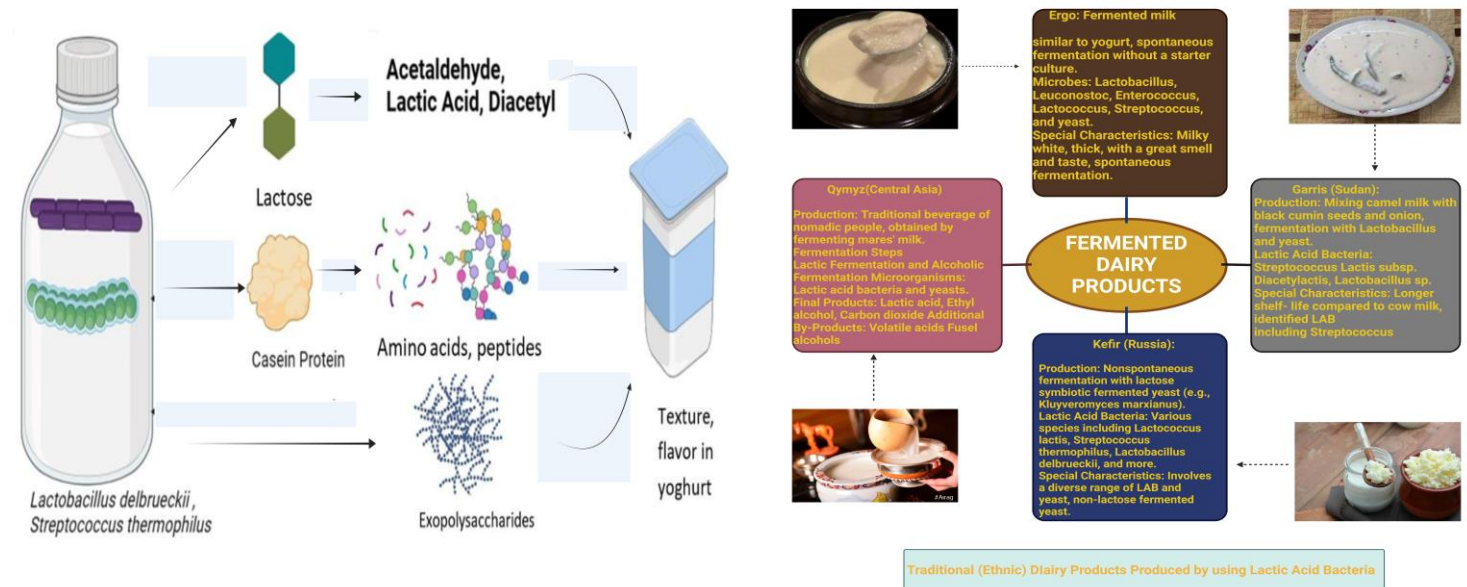 Acetaldehyde,
Lactic Acid, Diacetyl
Lactose
Casein Protein
Amino acids, peptides
Exopolysaccharides
Texture,
flavor in
yoghurt
Lactobacillus delbrueckii ,
Streptococcus thermophilus
Ergo: Fermented milk
similar to yogurt, spontaneous
fermentation without a starter
culture.
Microbes: Lactobacillus,
Leuconostoc, Enterococcus,
Lactococcus, Streptococcus,
and yeast.
Special Characteristics: Milky
white, thick, with a great smell
and taste, spontaneous
fermentation.
Qymyz(Central Asia)
Production: Traditional beverage of
nomadic people, obtained by
fermenting mares' milk.
Fermentation Steps
Lactic Fermentation and Alcoholic
Fermentation Microorganisms:
Lactic acid bacteria and yeasts.
Final Products: Lactic acid, Ethyl
alcohol, Carbon dioxide Additional
By-Products: Volatile acids Fusel
alcohols
FERMENTED
DAIRY
PRODUCTS
Garris (Sudan):
Production: Mixing camel milk with
black cumin seeds and onion,
fermentation with Lactobacillus
and yeast.
Lactic Acid Bacteria:
Streptococcus Lactis subsp.
Diacetylactis, Lactobacillus sp.
Special Characteristics: Longer
shelf- life compared to cow milk,
identified LAB
including Streptococcus
Kefir (Russia):
Production: Nonspontaneous
fermentation with lactose
symbiotic fermented yeast (e.g.,
Kluyveromyces marxianus).
Lactic Acid Bacteria: Various
species including Lactococcus
lactis, Streptococcus
thermophilus, Lactobacillus
delbrueckii, and more.
Special Characteristics: Involves
a diverse range of LAB and
yeast, non-lactose fermented
yeast.
Traditional (Ethnic) DIairy Products Produced by using Lactic Acid Bacteria